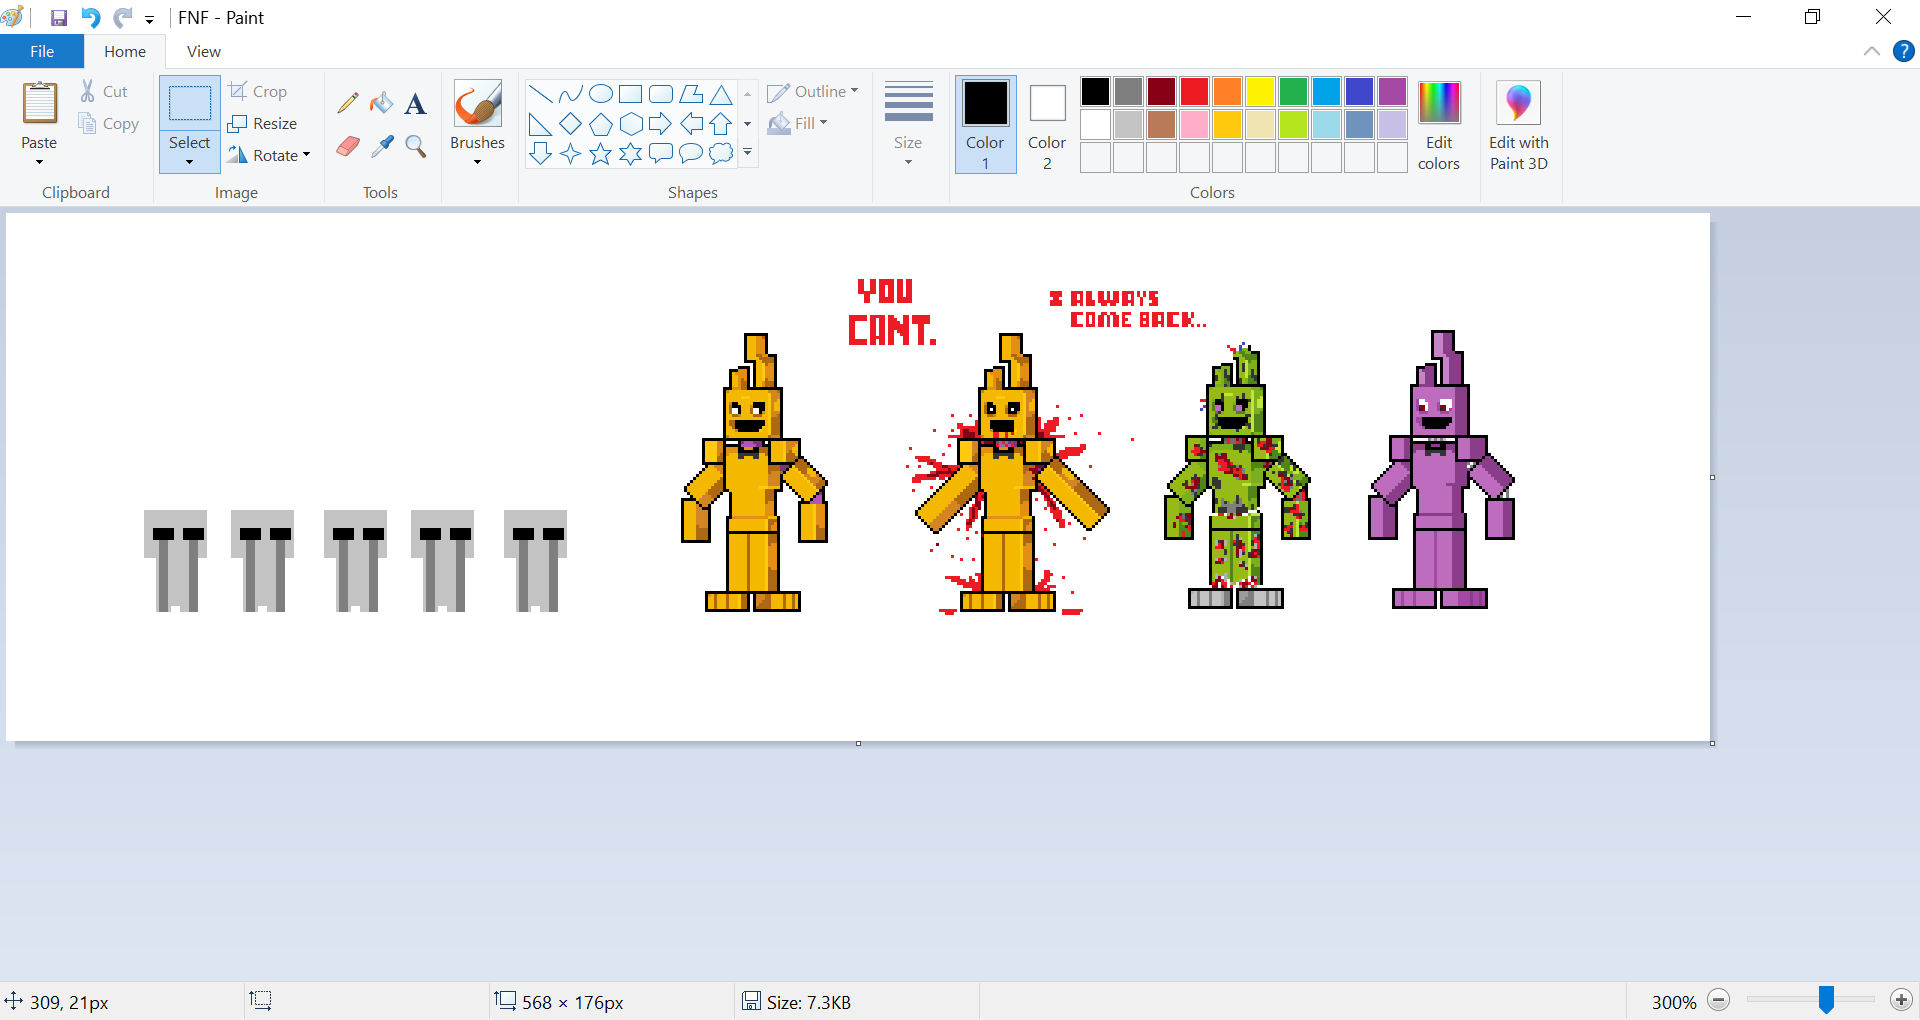 FNF - Paint
File Home View
Paste
Cut
Copy
Clipboard
Select
Crop
Resize
Rotate
Image
Tools
Brushes
Shapes
Outline
Fill
Size
Color
1
Color
2
Colors
Edit
colors
Edit with
Paint 3D
YOU
CANT.
I ALWAYS
COME BACK..
309, 21px
568 × 176px
Size: 7.3KB
300%